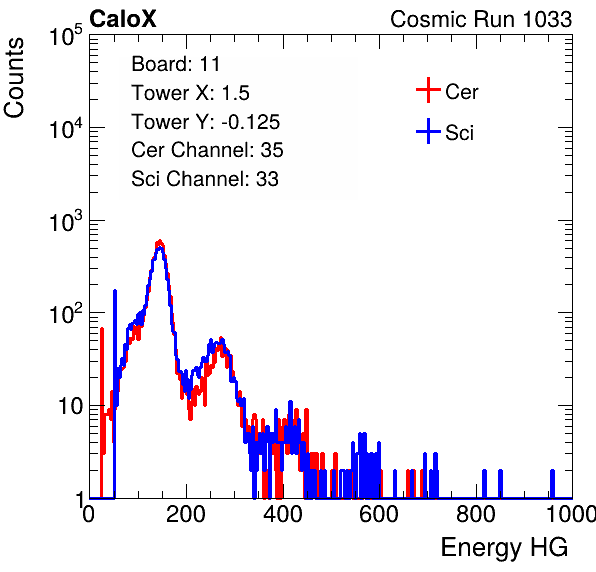 CaloX Cosmic Run 1033
Counts
10^5
10^4
10^3
10^2
10
1
Board: 11
Tower X: 1.5
Tower Y: -0.125
Cer Channel: 35
Sci Channel: 33
Cer
Sci
0 200 400 600 800 1000
Energy HG